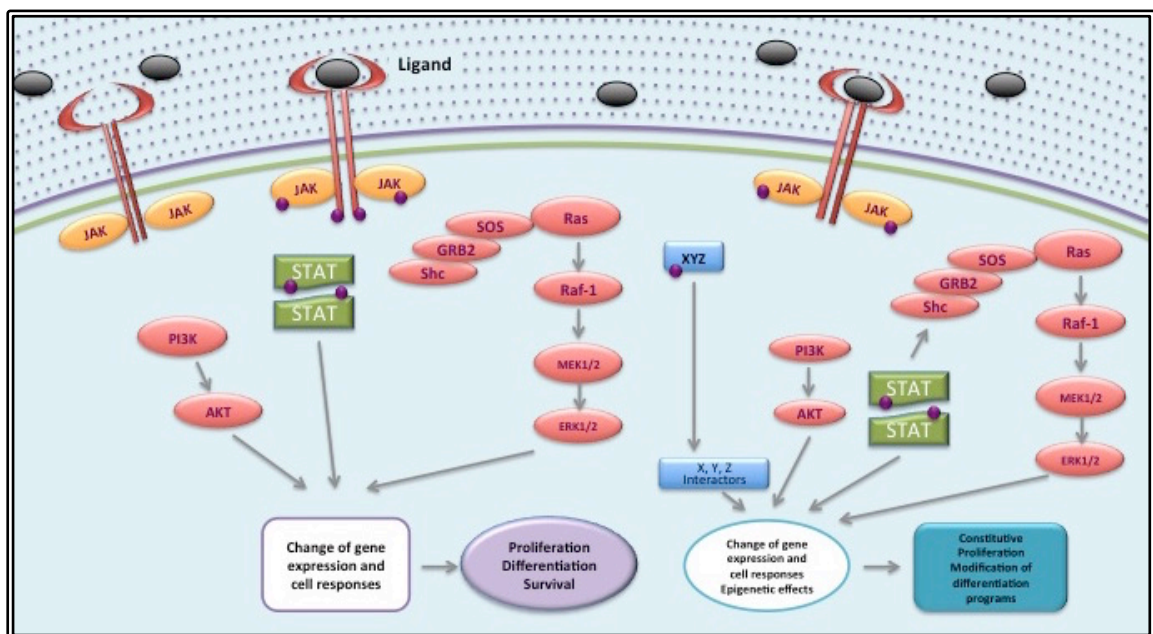 Ligand
JAK
JAK
JAK
JAK
JAK
JAK
SOS
Ras
GRB2
Shc
STAT
STAT
Raf-1
PI3K
MEK1/2
AKT
ERK1/2
Change of gene
expression and
cell responses
Proliferation
Differentiation
Survival
XYZ
X, Y, Z
Interactors
SOS
Ras
GRB2
Shc
Raf-1
PI3K
STAT
STAT
MEK1/2
AKT
ERK1/2
Change of gene
expression and
cell responses
Epigenetic effects
Constitutive
Proliferation
Modification of
differentiation
programs